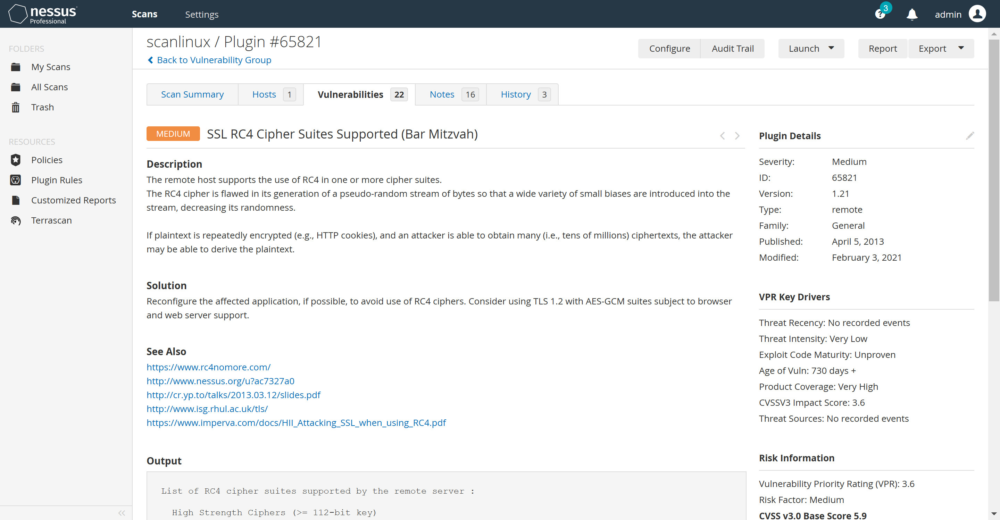 nessus
Professional
Scans
Settings
3
admin
FOLDERS
My Scans
All Scans
Trash
RESOURCES
Policies
Plugin Rules
Customized Reports
Terrascan
scanlinux / Plugin #65821
Back to Vulnerability Group
Configure
Audit Trail
Launch
Report
Export
Scan Summary
Hosts 1
Vulnerabilities 22
Notes 16
History 3
MEDIUM
SSL RC4 Cipher Suites Supported (Bar Mitzvah)
Description
The remote host supports the use of RC4 in one or more cipher suites.
The RC4 cipher is flawed in its generation of a pseudo-random stream of bytes so that a wide variety of small biases are introduced into the
stream, decreasing its randomness.
If plaintext is repeatedly encrypted (e.g., HTTP cookies), and an attacker is able to obtain many (i.e., tens of millions) ciphertexts, the attacker
may be able to derive the plaintext.
Solution
Reconfigure the affected application, if possible, to avoid use of RC4 ciphers. Consider using TLS 1.2 with AES-GCM suites subject to browser
and web server support.
See Also
https://www.rc4nomore.com/
http://www.nessus.org/u?ac7327a0
http://cr.yp.to/talks/2013.03.12/slides.pdf
http://www.isg.rhul.ac.uk/tls/
https://www.imperva.com/docs/HII_Attacking_SSL_when_using_RC4.pdf
Output
List of RC4 cipher suites supported by the remote server :
High Strength Ciphers (>= 112-bit key)
Plugin Details
Severity: Medium
ID: 65821
Version: 1.21
Type: remote
Family: General
Published: April 5, 2013
Modified: February 3, 2021
VPR Key Drivers
Threat Recency: No recorded events
Threat Intensity: Very Low
Exploit Code Maturity: Unproven
Age of Vuln: 730 days +
Product Coverage: Very High
CVSSV3 Impact Score: 3.6
Threat Sources: No recorded events
Risk Information
Vulnerability Priority Rating (VPR): 3.6
Risk Factor: Medium
CVSS v3.0 Base Score 5.9